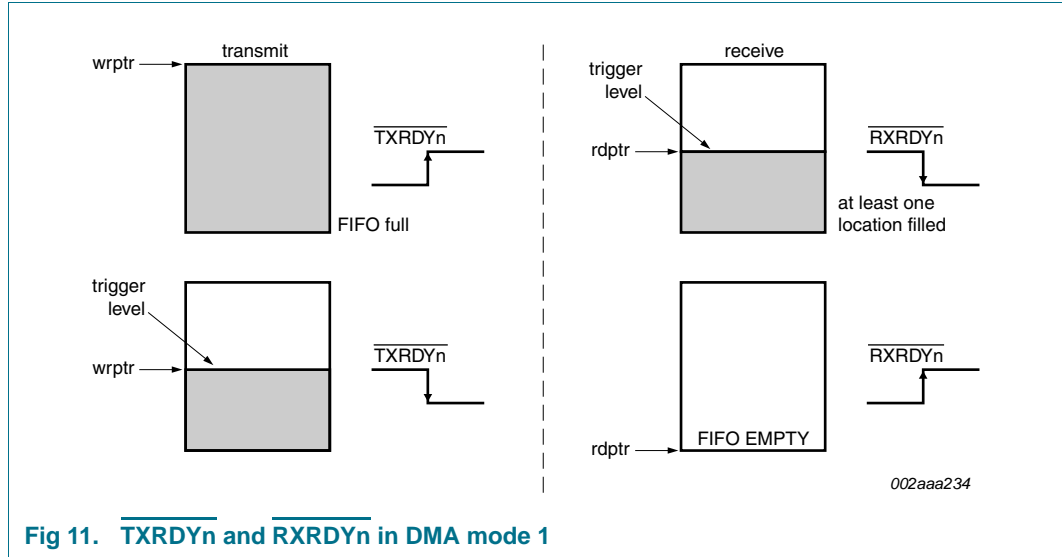 transmit
wrptr
TXRDYn
FIFO full
trigger
level
wrptr
TXRDYn
receive
trigger
level
rdptr
RXRDYn
at least one
location filled
RXRDYn
FIFO EMPTY
rdptr
002aaa234
Fig 11. TXRDYn and RXRDYn in DMA mode 1